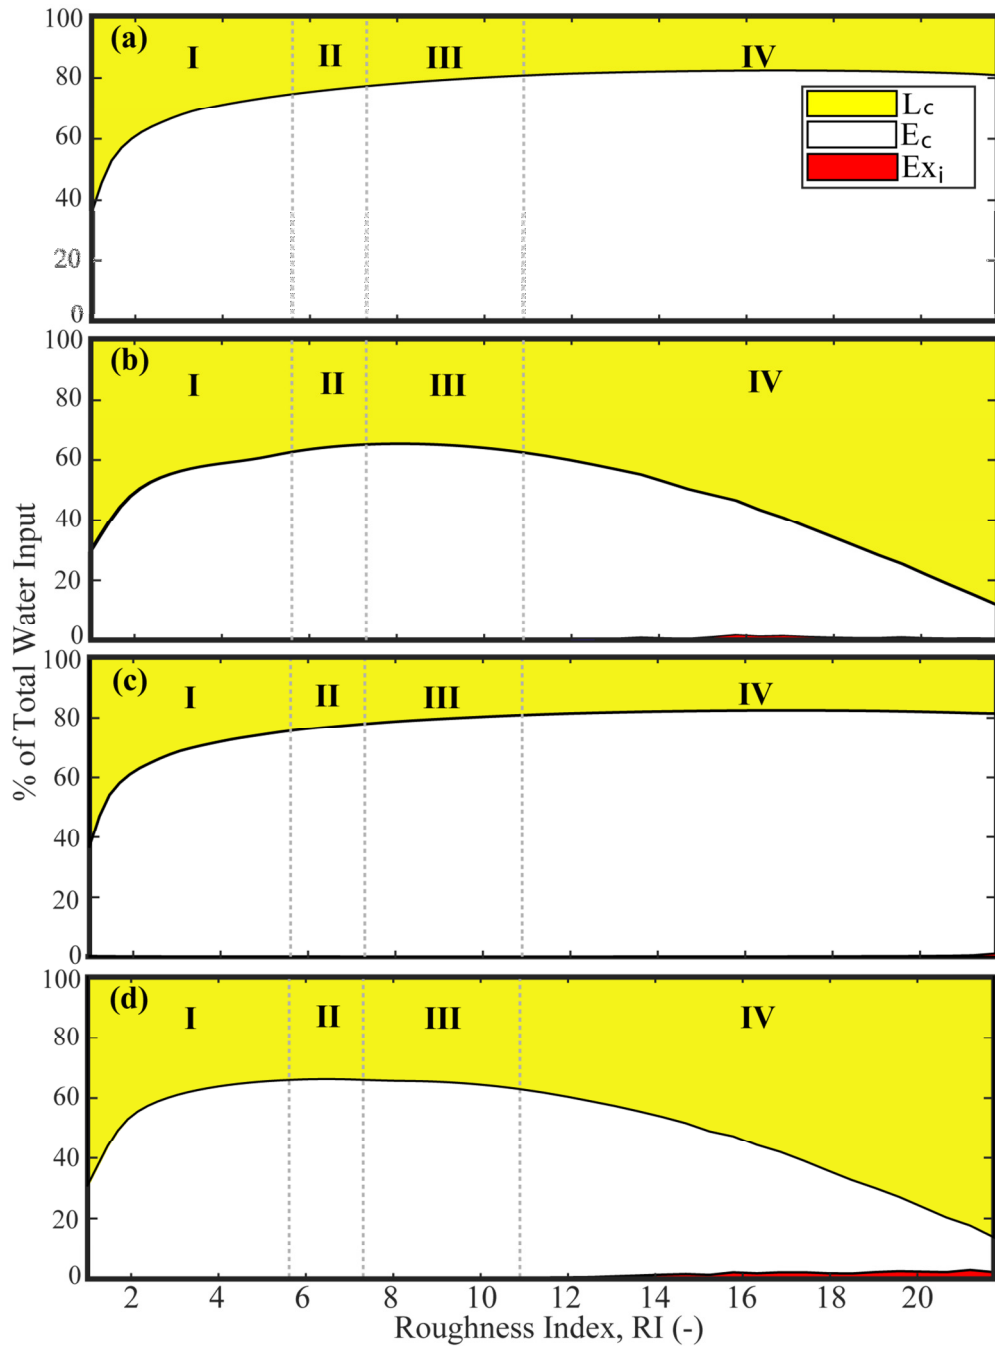 % of Total Water Input
100
(a)
I
II
III
IV
80
60
40
20
0
Lc
Ec
Exi
100
(b)
I
II
III
IV
80
60
40
20
0
100
(c)
I
II
III
IV
80
60
40
20
0
100
(d)
I
II
III
IV
80
60
40
20
0
2 4 6 8 10 12 14 16 18 20
Roughness Index, RI (-)